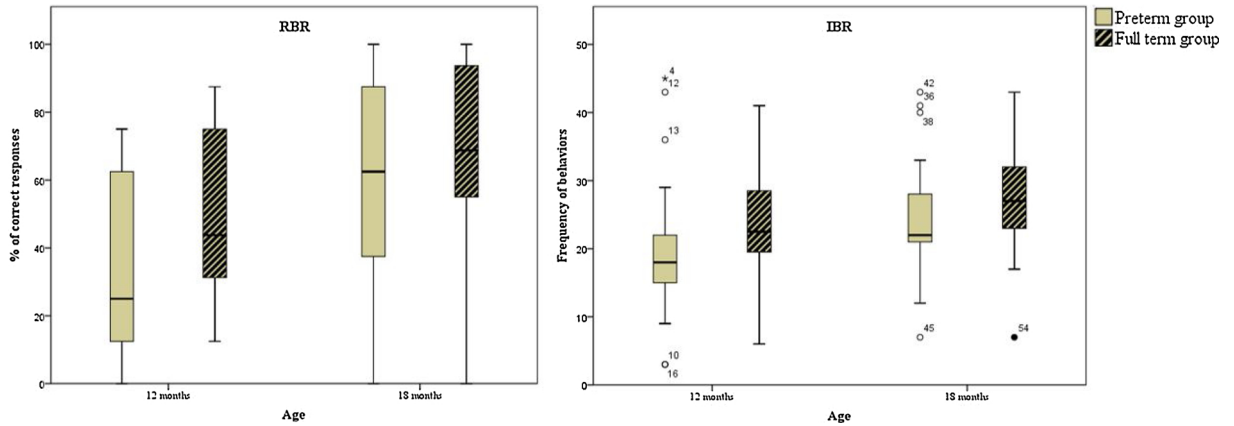 RBR
% of correct responses
100
80
60
40
20
0
12 months
18 months
Age
IBR
Frequency of behaviors
50
40
30
20
10
0
4
12
13
10
16
42
36
38
45
54
12 months
18 months
Age
Preterm group
Full term group